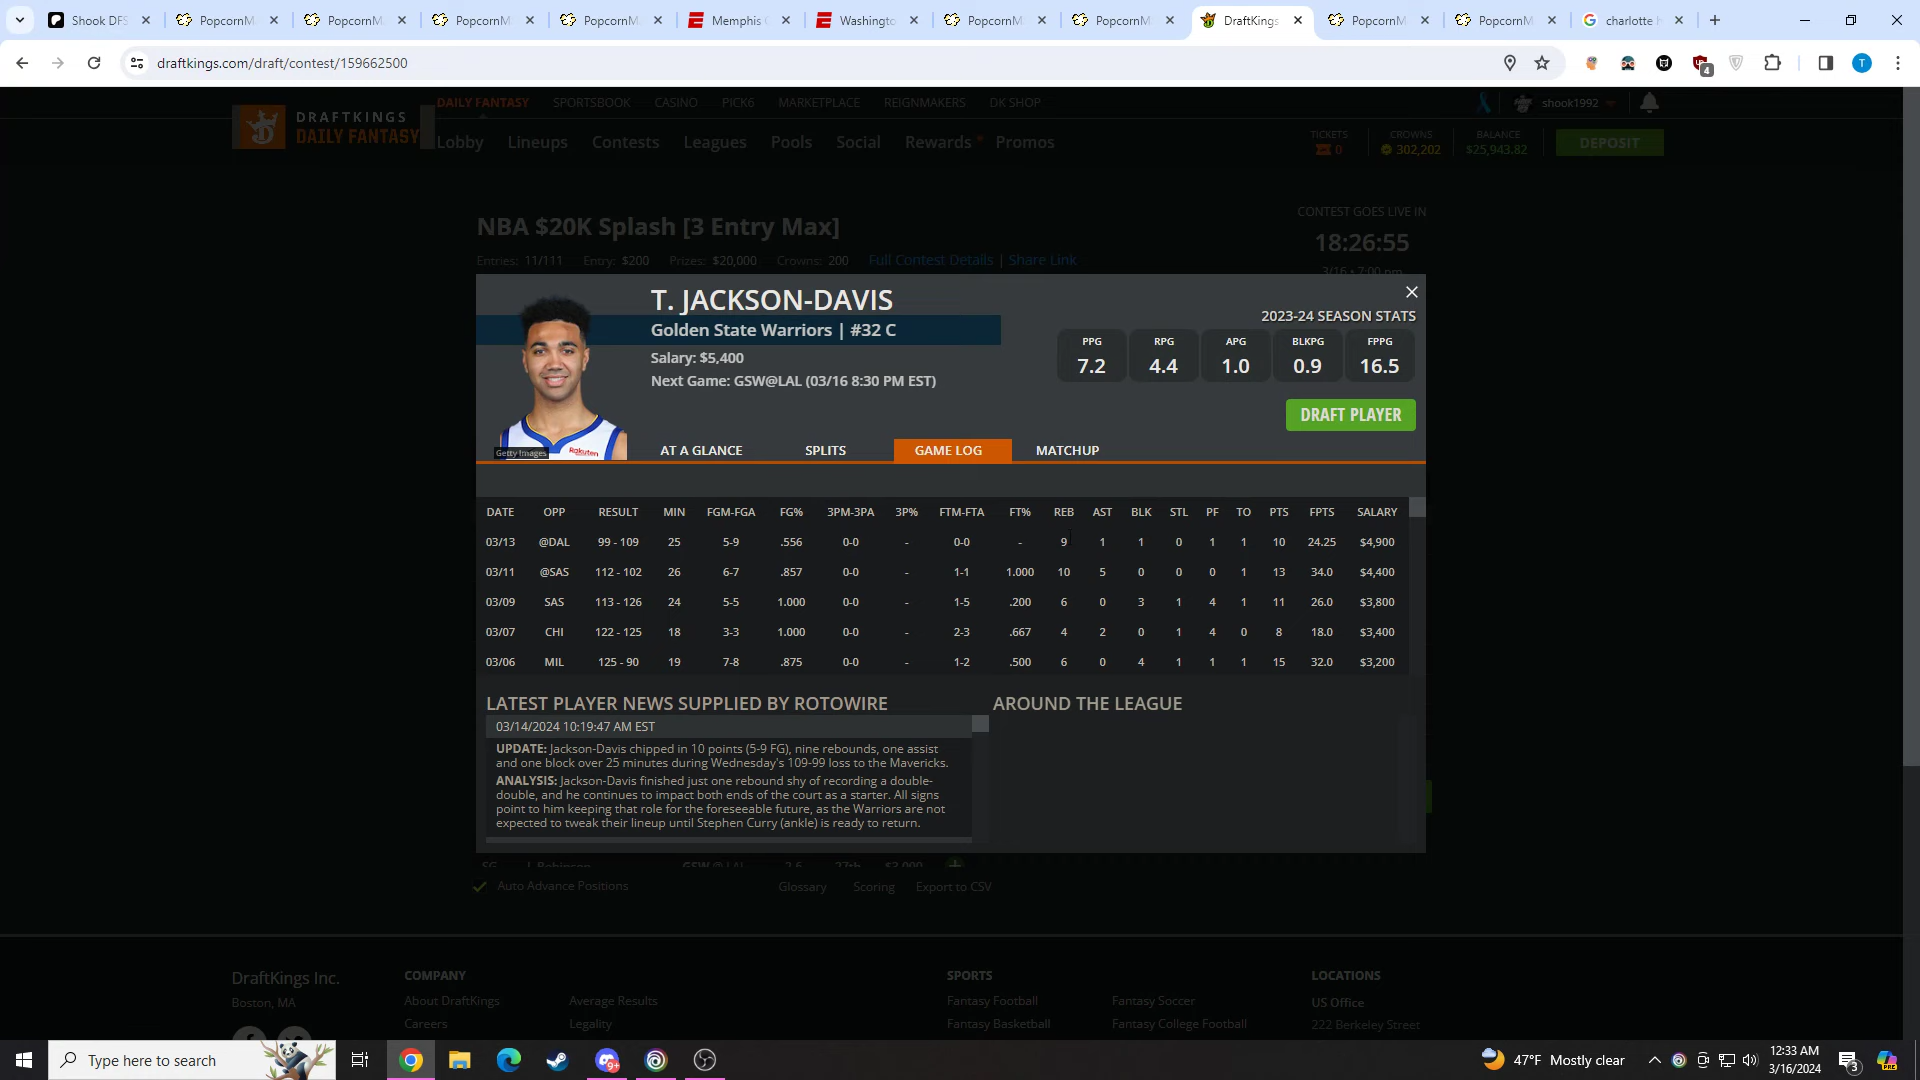 Shook DFS
PopcornM
PopcornM
PopcornM
PopcornM
Memphis
Washingto
PopcornM
PopcornM
DraftKings
PopcornM
PopcornM
charlotte
draftkings.com/draft/contest/159662500
4
T
DAILY FANTASY SPORTSBOOK CASINO PICK6 MARKETPLACE REIGNMAKERS DK SHOP
shook1992
DRAFTKINGS
DAILY FANTASY
Lobby Lineups Contests Leagues Pools Social Rewards Promos
TICKETS
0
CROWNS
302,202
BALANCE
$25,943.82
DEPOSIT
NBA $20K Splash [3 Entry Max]
CONTEST GOES LIVE IN
18:26:55
3/16 • 7:00 pm
Entries: 11/111 Entry: $200 Prizes: $20,000 Crowns: 200 Full Contest Details | Share Link
T. JACKSON-DAVIS
Golden State Warriors | #32 C
Salary: $5,400
Next Game: GSW@LAL (03/16 8:30 PM EST)
Getty Images
Rakuten
2023-24 SEASON STATS
PPG RPG APG BLKPG FPPG
7.2 4.4 1.0 0.9 16.5
DRAFT PLAYER
AT A GLANCE SPLITS GAME LOG MATCHUP
DATE OPP RESULT MIN FGM-FGA FG% 3PM-3PA 3P% FTM-FTA FT% REB AST BLK STL PF TO PTS FPTS SALARY
03/13 @DAL 99 - 109 25 5-9 .556 0-0 - 0-0 - 9 1 1 0 1 1 10 24.25 $4,900
03/11 @SAS 112 - 102 26 6-7 .857 0-0 - 1-1 1.000 10 5 0 0 0 1 13 34.0 $4,400
03/09 SAS 113 - 126 24 5-5 1.000 0-0 - 1-5 .200 6 0 3 1 4 1 11 26.0 $3,800
03/07 CHI 122 - 125 18 3-3 1.000 0-0 - 2-3 .667 4 2 0 1 4 0 8 18.0 $3,400
03/06 MIL 125 - 90 19 7-8 .875 0-0 - 1-2 .500 6 0 4 1 1 1 15 32.0 $3,200
LATEST PLAYER NEWS SUPPLIED BY ROTOWIRE
AROUND THE LEAGUE
03/14/2024 10:19:47 AM EST
UPDATE: Jackson-Davis chipped in 10 points (5-9 FG), nine rebounds, one assist
and one block over 25 minutes during Wednesday's 109-99 loss to the Mavericks.
ANALYSIS: Jackson-Davis finished just one rebound shy of recording a double-
double, and he continues to impact both ends of the court as a starter. All signs
point to him keeping that role for the foreseeable future, as the Warriors are not
expected to tweak their lineup until Stephen Curry (ankle) is ready to return.
SG J. Robinson GSW @ LAL 2.6 27th $3,000
Auto Advance Positions Glossary Scoring Export to CSV
DraftKings Inc.
Boston, MA
COMPANY
About DraftKings Average Results
Careers Legality
SPORTS
Fantasy Football Fantasy Soccer
Fantasy Basketball Fantasy College Football
LOCATIONS
US Office
222 Berkeley Street
Type here to search
9+
47°F Mostly clear
12:33 AM
3/16/2024
3
PRE